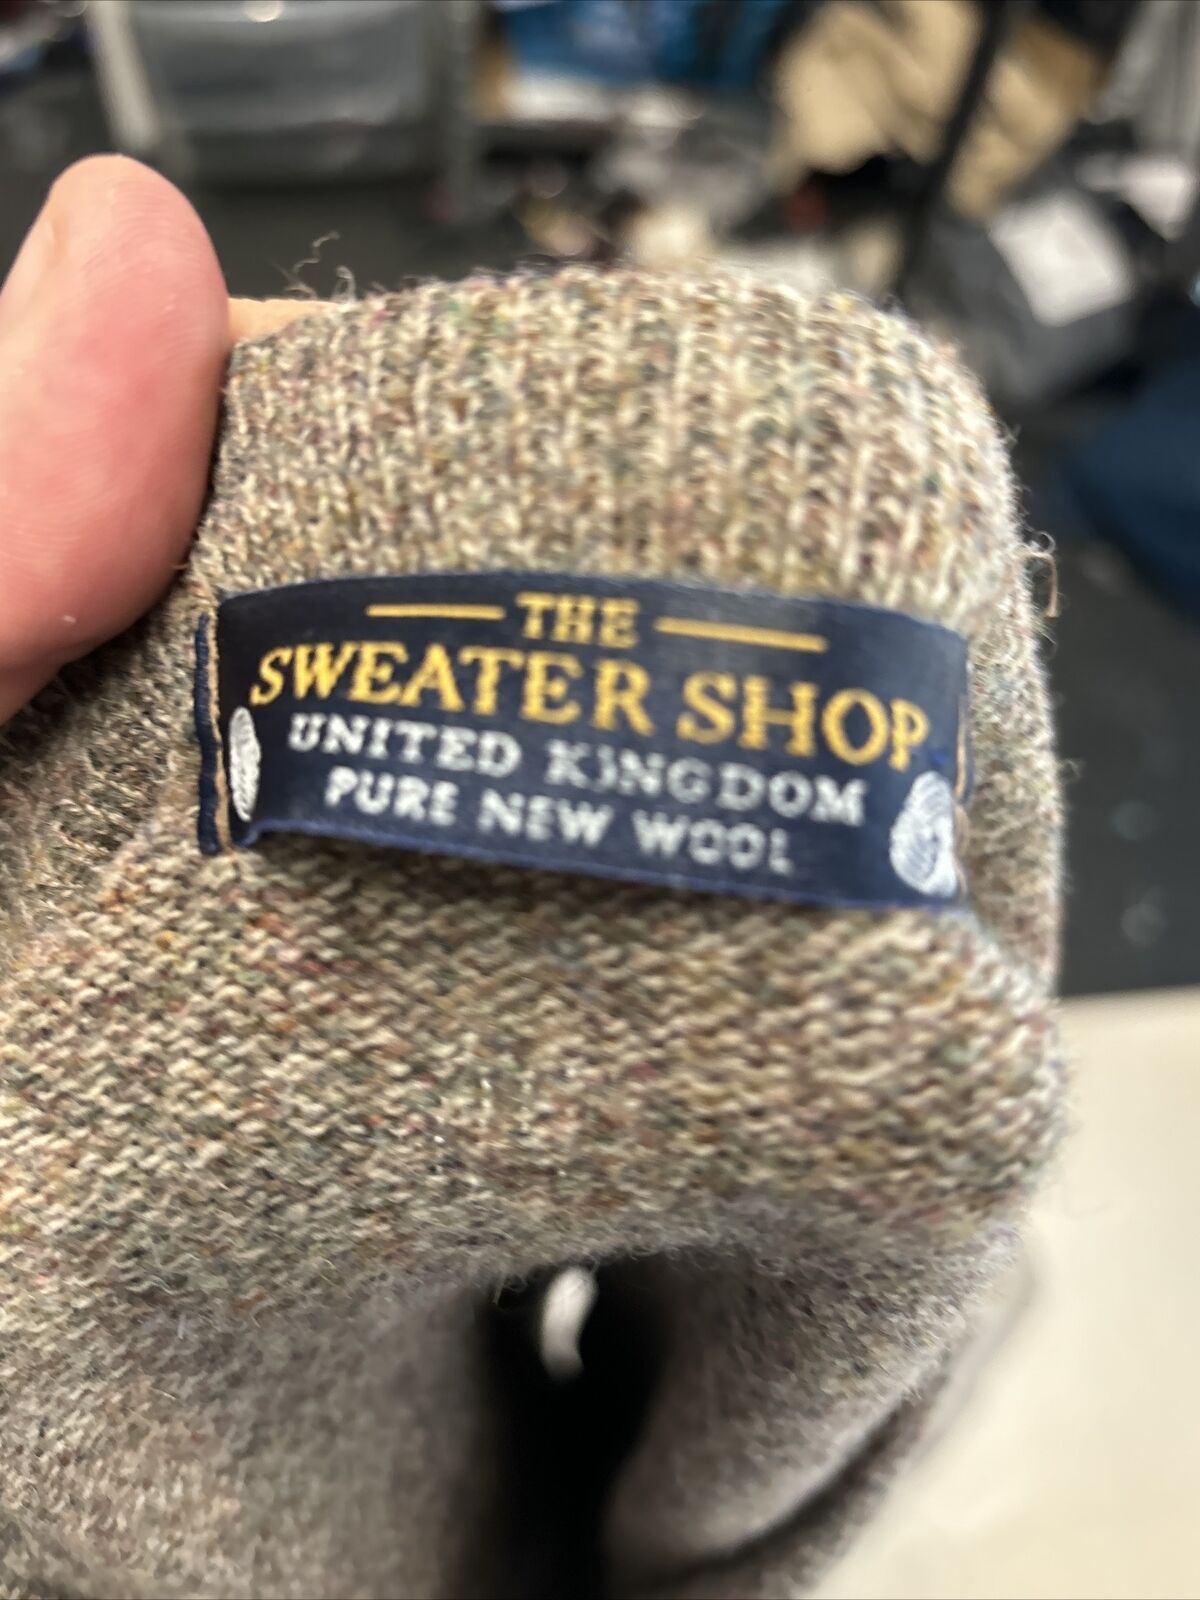 THE
SWEATER SHOP
UNITED KINGDOM
PURE NEW WOOL